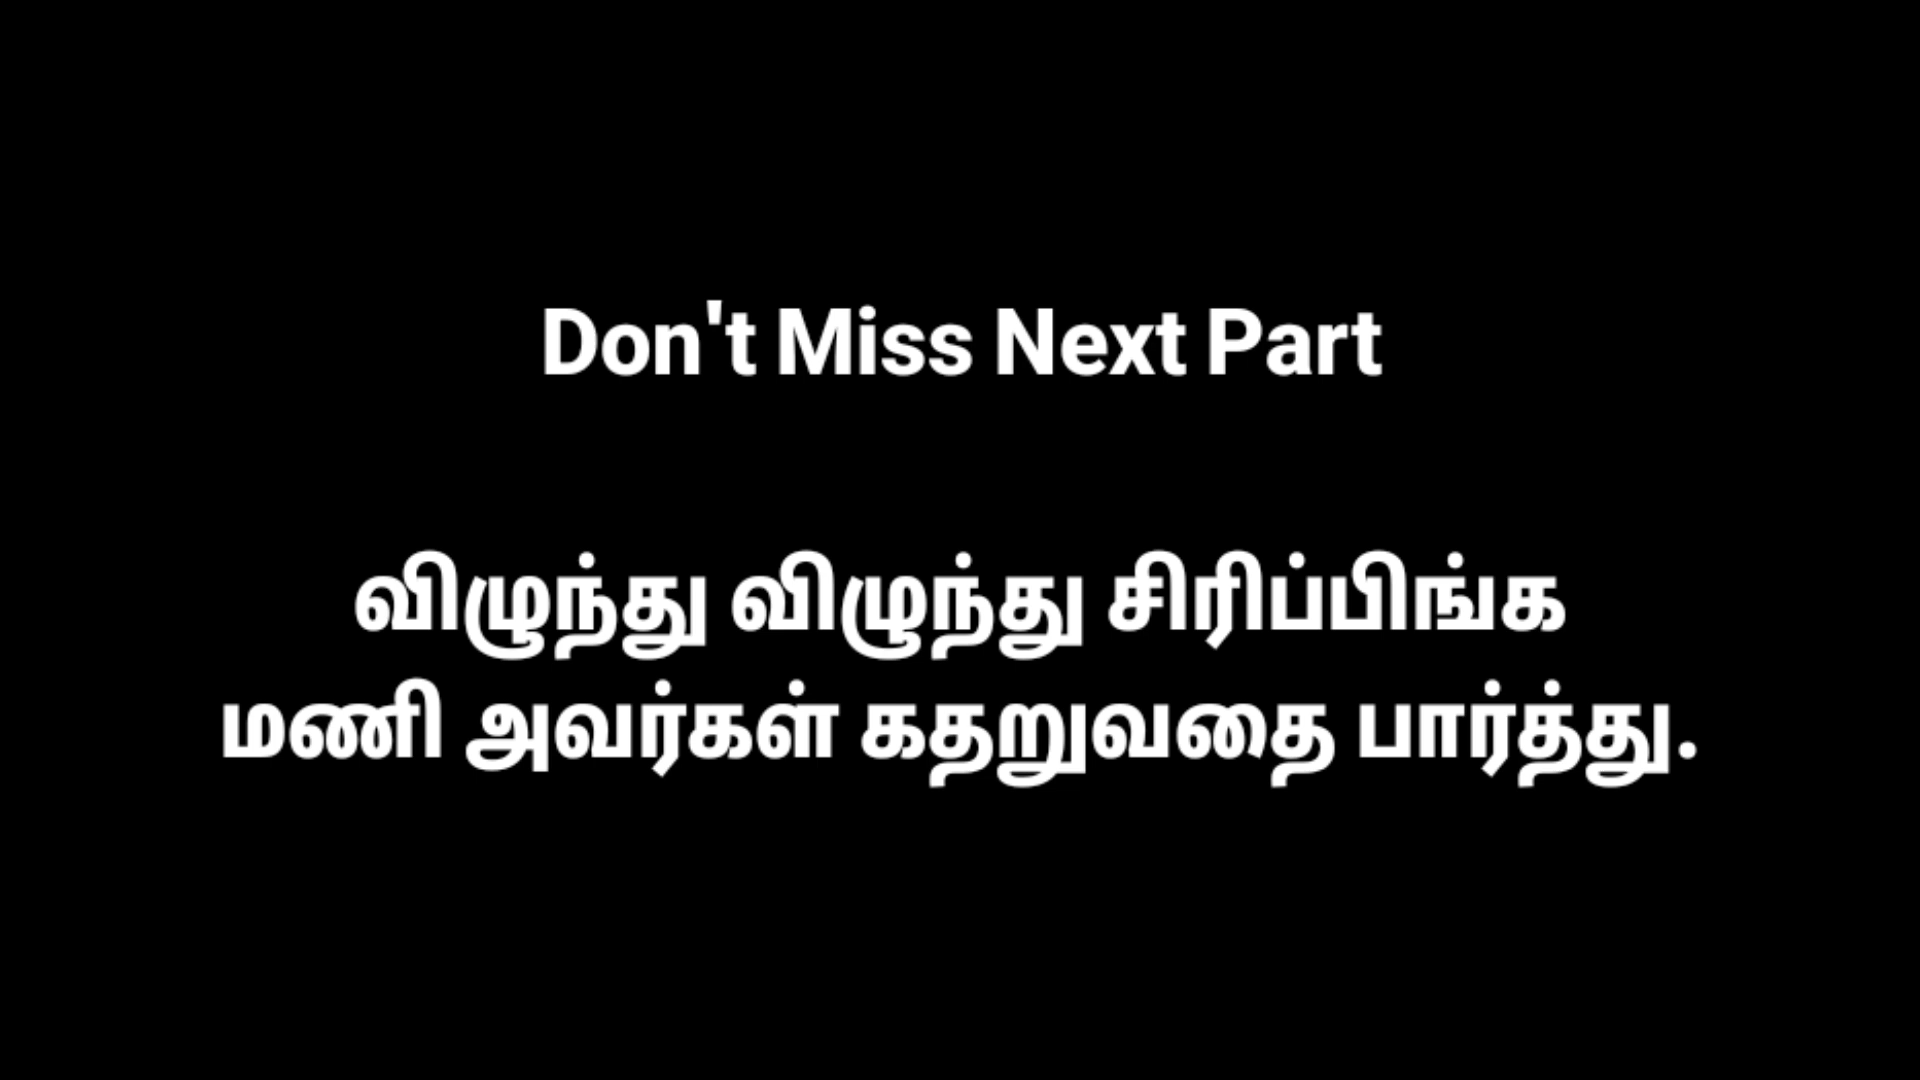 Don't Miss Next Part
விழுந்து விழுந்து சிரிப்பிங்க
மணி அவர்கள் கதறுவதை பார்த்து.